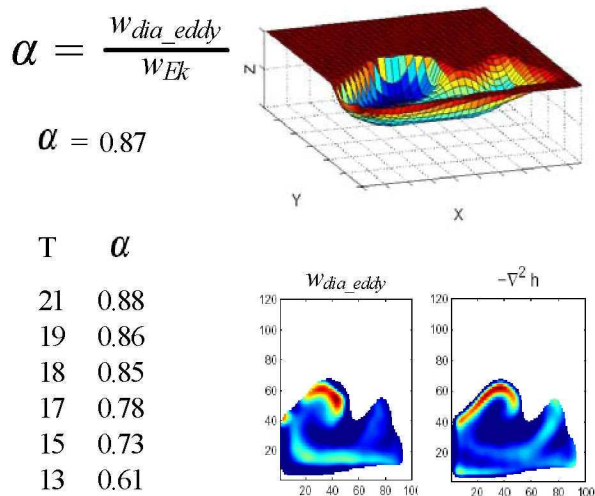 α = w_dia_eddy / w_Ek
α = 0.87
Z
Y
X
T α
21 0.88
19 0.86
18 0.85
17 0.78
15 0.73
13 0.61
w_dia_eddy
120
100
80
60
40
20
0 20 40 60 80 100
-∇² h
120
100
80
60
40
20
0 20 40 60 80 100